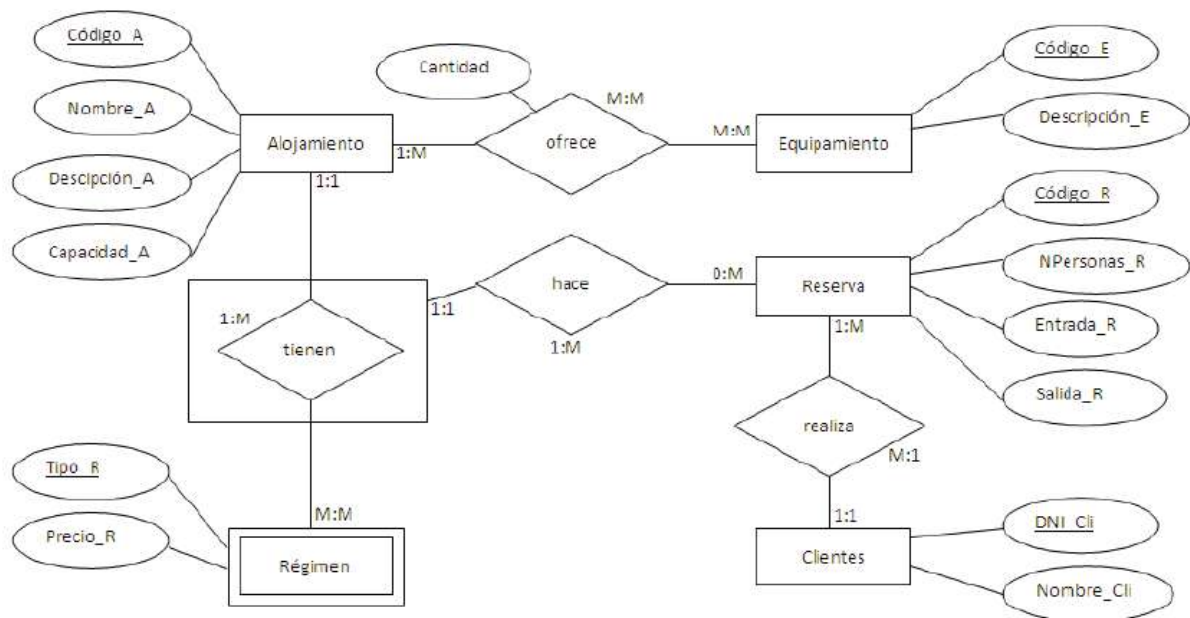 Código_A
Nombre_A
Descipción_A
Capacidad_A
Alojamiento
1:M
1:1
Cantidad
M:M
ofrece
M:M
Equipamiento
Código_E
Descripción_E
1:M
tienen
1:1
hace
1:M
0:M
Reserva
1:M
Código_R
NPersonas_R
Entrada_R
Salida_R
realiza
M:1
1:1
Clientes
DNI_Cli
Nombre_Cli
Tipo_R
Precio_R
M:M
Régimen